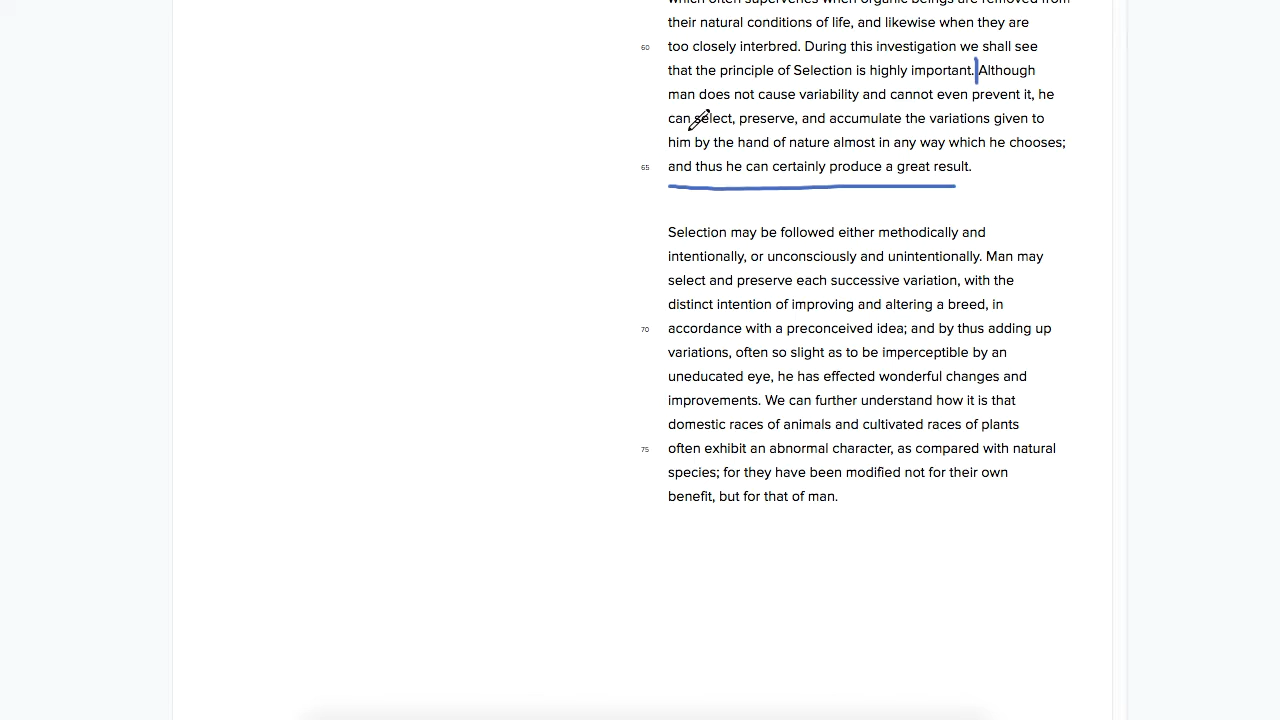 which often supervenes when organic beings are removed from
their natural conditions of life, and likewise when they are
60 too closely interbred. During this investigation we shall see
that the principle of Selection is highly important. Although
man does not cause variability and cannot even prevent it, he
can select, preserve, and accumulate the variations given to
him by the hand of nature almost in any way which he chooses;
65 and thus he can certainly produce a great result.
Selection may be followed either methodically and
intentionally, or unconsciously and unintentionally. Man may
select and preserve each successive variation, with the
distinct intention of improving and altering a breed, in
70 accordance with a preconceived idea; and by thus adding up
variations, often so slight as to be imperceptible by an
uneducated eye, he has effected wonderful changes and
improvements. We can further understand how it is that
domestic races of animals and cultivated races of plants
75 often exhibit an abnormal character, as compared with natural
species; for they have been modified not for their own
benefit, but for that of man.